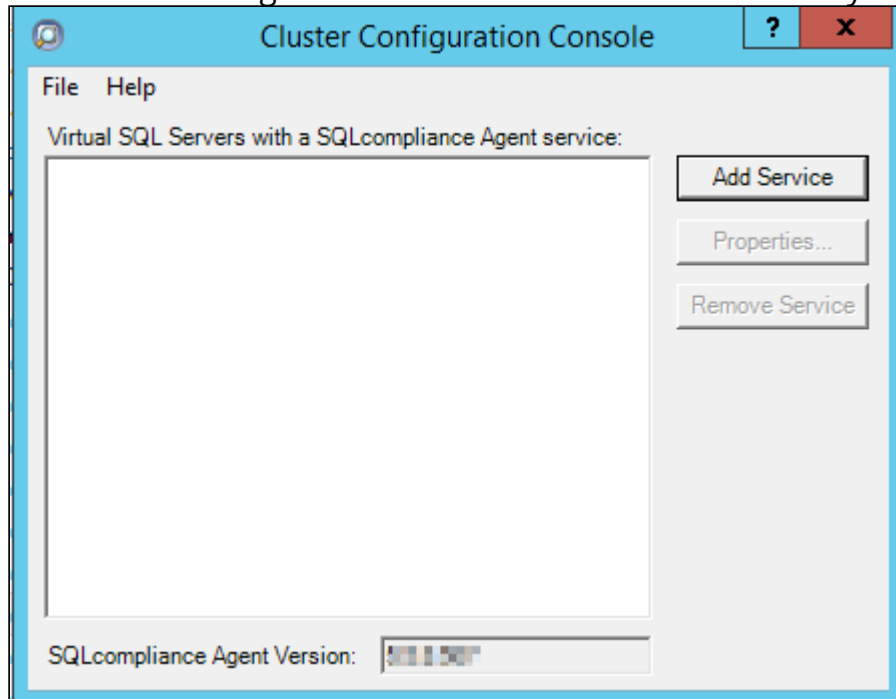 Cluster Configuration Console
? x
File Help
Virtual SQL Servers with a SQLcompliance Agent service:
Add Service
Properties...
Remove Service
SQLcompliance Agent Version: